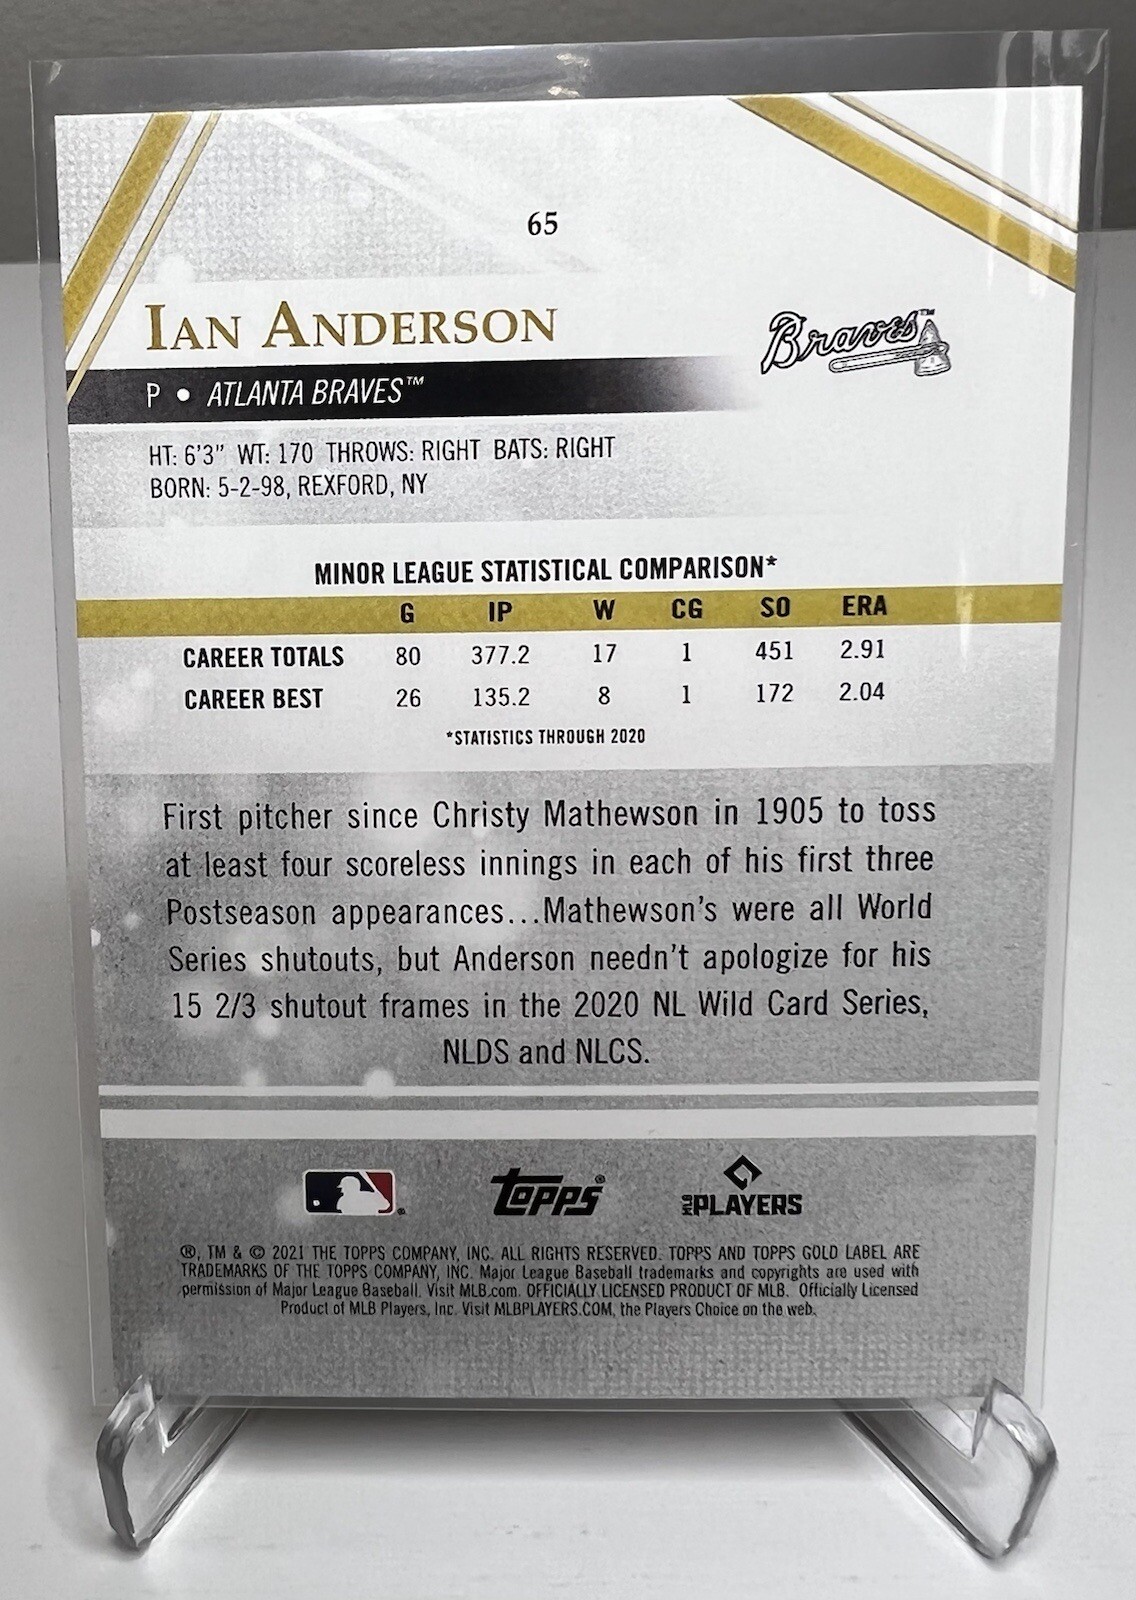 65
IAN ANDERSON
Braves™
P • ATLANTA BRAVES™
HT: 6'3" WT: 170 THROWS: RIGHT BATS: RIGHT
BORN: 5-2-98, REXFORD, NY
MINOR LEAGUE STATISTICAL COMPARISON*
G IP W CG SO ERA
CAREER TOTALS 80 377.2 17 1 451 2.91
CAREER BEST 26 135.2 8 1 172 2.04
*STATISTICS THROUGH 2020
First pitcher since Christy Mathewson in 1905 to toss
at least four scoreless innings in each of his first three
Postseason appearances...Mathewson's were all World
Series shutouts, but Anderson needn't apologize for his
15 2/3 shutout frames in the 2020 NL Wild Card Series,
NLDS and NLCS.
Topps® MLB PLAYERS
®, TM & © 2021 THE TOPPS COMPANY, INC. ALL RIGHTS RESERVED. TOPPS AND TOPPS GOLD LABEL ARE
TRADEMARKS OF THE TOPPS COMPANY, INC. Major League Baseball trademarks and copyrights are used with
permission of Major League Baseball. Visit MLB.com. OFFICIALLY LICENSED PRODUCT OF MLB. Officially Licensed
Product of MLB Players, Inc. Visit MLBPLAYERS.COM, the Players Choice on the web.